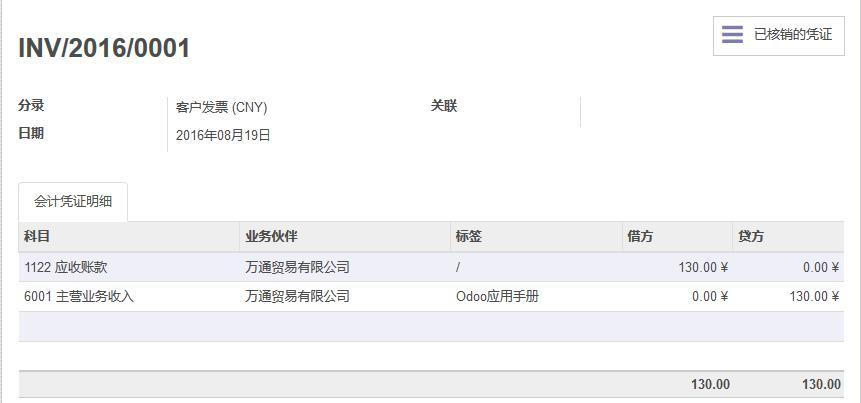 INV/2016/0001
已核销的凭证
分录 客户发票 (CNY) 关联
日期 2016年08月19日
会计凭证明细
科目 业务伙伴 标签 借方 贷方
1122 应收账款 万通贸易有限公司 / 130.00 ¥ 0.00 ¥
6001 主营业务收入 万通贸易有限公司 Odoo应用手册 0.00 ¥ 130.00 ¥
130.00 130.00